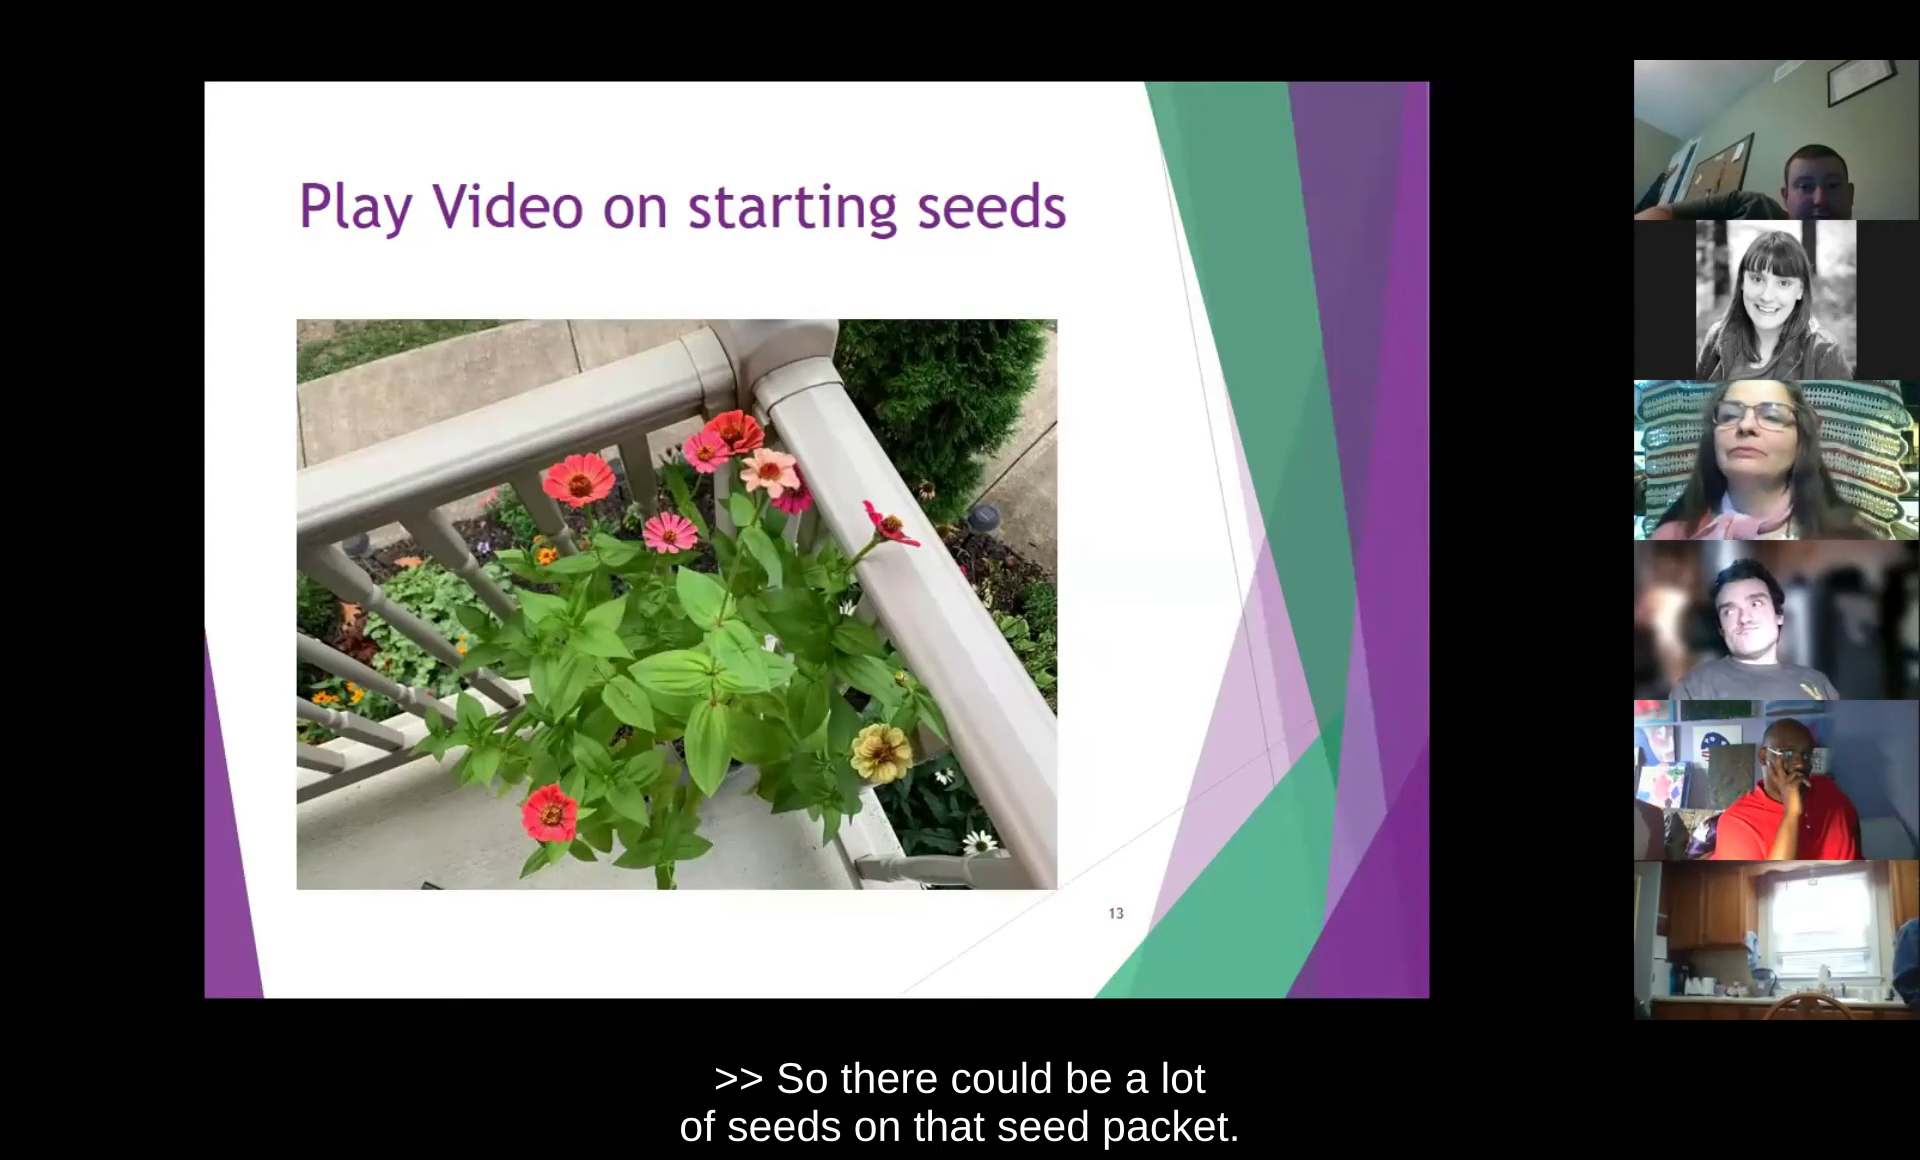 Play Video on starting seeds
13
>> So there could be a lot
of seeds on that seed packet.